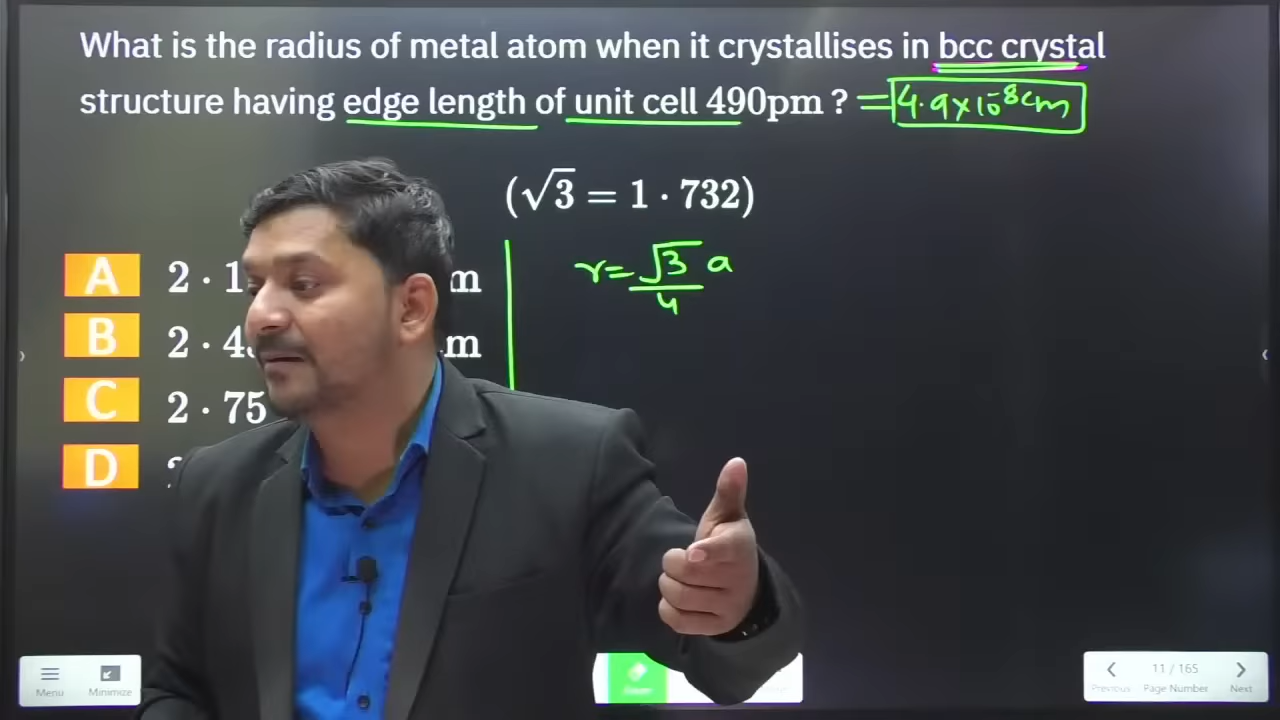 What is the radius of metal atom when it crystallises in bcc crystal
structure having edge length of unit cell 490pm ? = 4.9x10⁻⁸cm
(√3 = 1 · 732)
r = √3/4 a
A 2 · 1
B 2 · 4
C 2 · 75
D
Menu Minimize
11 / 165
Previous Page Number Next